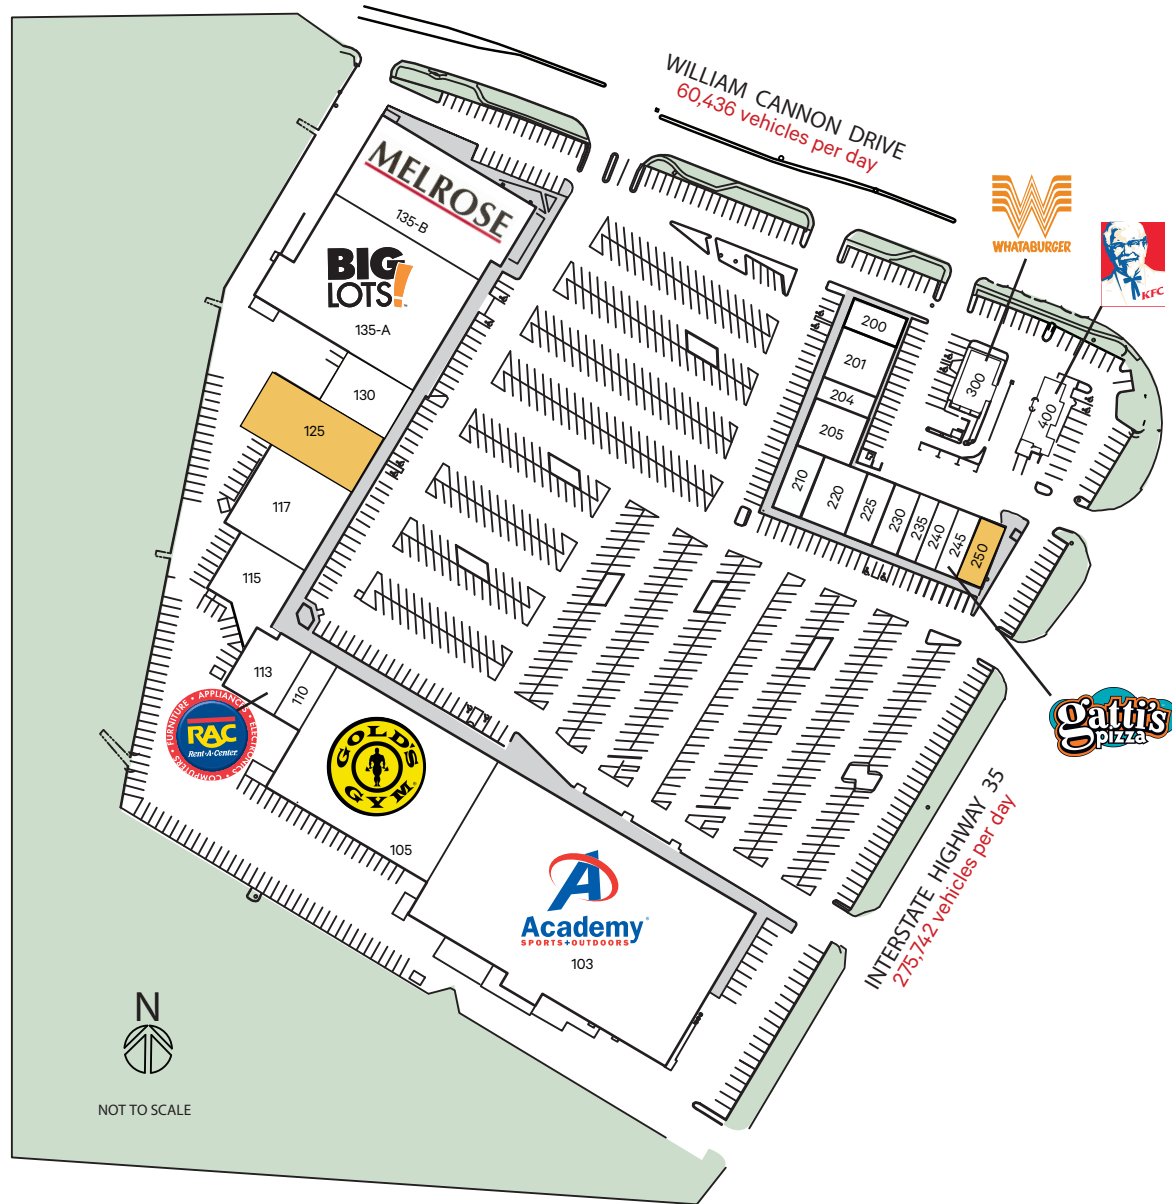 WILLIAM CANNON DRIVE
60,436 vehicles per day
MELROSE
135-B
BIG
LOTS!
135-A
WHATABURGER
KFC
200
201
204
205
300
400
130
125
117
115
210
220
225
230
235
240
245
250
113
110
FURNITURE • APPLIANCES • ELECTRONICS • COMPUTERS •
RAC
Rent-A-Center
GOLD'S
GYM
105
gatti's
pizza
Academy
SPORTS+OUTDOORS
103
INTERSTATE HIGHWAY 35
275,742 vehicles per day
N
NOT TO SCALE